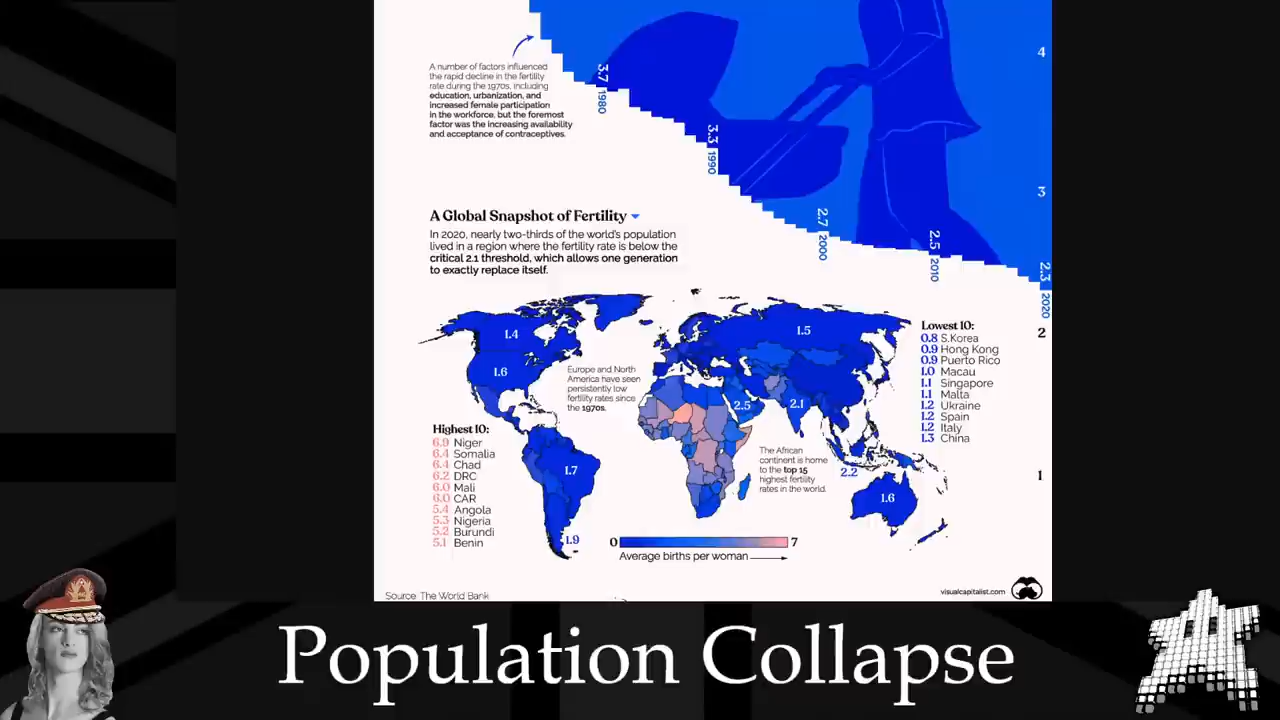 4
A number of factors influenced
the rapid decline in the fertility
rate during the 1970s, including
education, urbanization, and
increased female participation
in the workforce, but the foremost
factor was the increasing availability
and acceptance of contraceptives.
3.7
1980
3.3
1990
3
2.7
2000
2.5
2010
2.3
2020
A Global Snapshot of Fertility
In 2020, nearly two-thirds of the world's population
lived in a region where the fertility rate is below the
critical 2.1 threshold, which allows one generation
to exactly replace itself.
2
1.4
1.6
1.5
2.5
2.1
2.2
1.7
1.6
1.9
Europe and North
America have seen
persistently low
fertility rates since
the 1970s.
Lowest 10:
0.8 S.Korea
0.9 Hong Kong
0.9 Puerto Rico
1.0 Macau
1.1 Singapore
1.1 Malta
1.2 Ukraine
1.2 Spain
1.2 Italy
1.3 China
Highest 10:
6.9 Niger
6.4 Somalia
6.4 Chad
6.2 DRC
6.0 Mali
6.0 CAR
5.4 Angola
5.3 Nigeria
5.2 Burundi
5.1 Benin
The African
continent is home
to the top 15
highest fertility
rates in the world.
1
0 7
Average births per woman
Source: The World Bank
visualcapitalist.com
Population Collapse